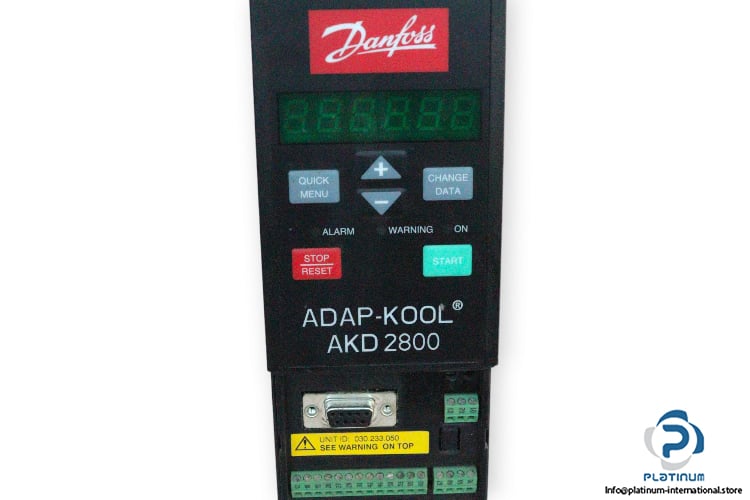 Danfoss
QUICK MENU
+
CHANGE DATA
−
ALARM WARNING ON
STOP
RESET
START
ADAP-KOOL®
AKD 2800
UNIT ID: 030.233.050
SEE WARNING ON TOP
PLATINUM
Info@platinum-international.store